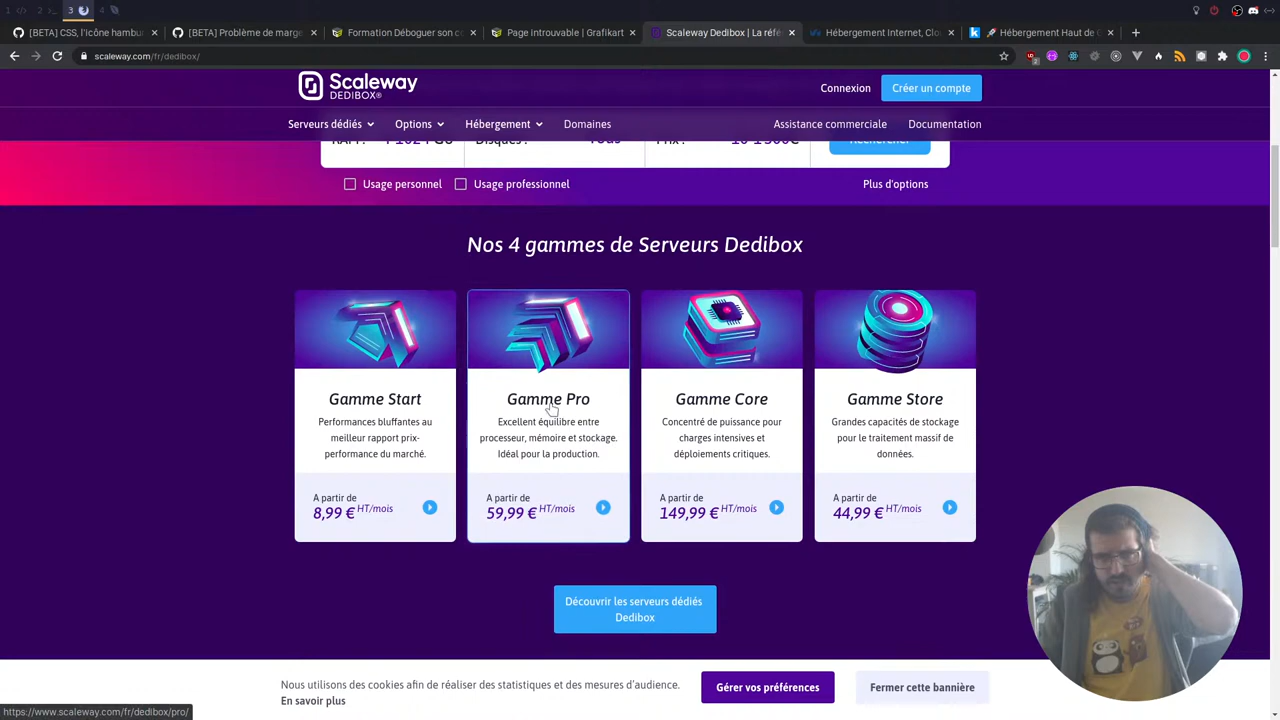 1
2
3
4
[BETA] CSS, l'icône hambu
[BETA] Problème de marge
Formation Déboguer son c
Page introuvable | Grafikart
Scaleway Dedibox | La réf
Hébergement Internet, Clo
Hébergement Haut de G
scaleway.com/fr/dedibox/
Scaleway
DEDIBOX®
Connexion
Créer un compte
Serveurs dédiés
Options
Hébergement
Domaines
Assistance commerciale
Documentation
Disques :
Prix :
Rechercher
Usage personnel
Usage professionnel
Plus d'options
Nos 4 gammes de Serveurs Dedibox
Gamme Start
Performances bluffantes au
meilleur rapport prix-
performance du marché.
A partir de
8,99 € HT/mois
Gamme Pro
Excellent équilibre entre
processeur, mémoire et stockage.
Idéal pour la production.
A partir de
59,99 € HT/mois
Gamme Core
Concentré de puissance pour
charges intensives et
déploiements critiques.
A partir de
149,99 € HT/mois
Gamme Store
Grandes capacités de stockage
pour le traitement massif de
données.
A partir de
44,99 € HT/mois
Découvrir les serveurs dédiés
Dedibox
Nous utilisons des cookies afin de réaliser des statistiques et des mesures d'audience.
En savoir plus
Gérer vos préférences
Fermer cette bannière
https://www.scaleway.com/fr/dedibox/pro/